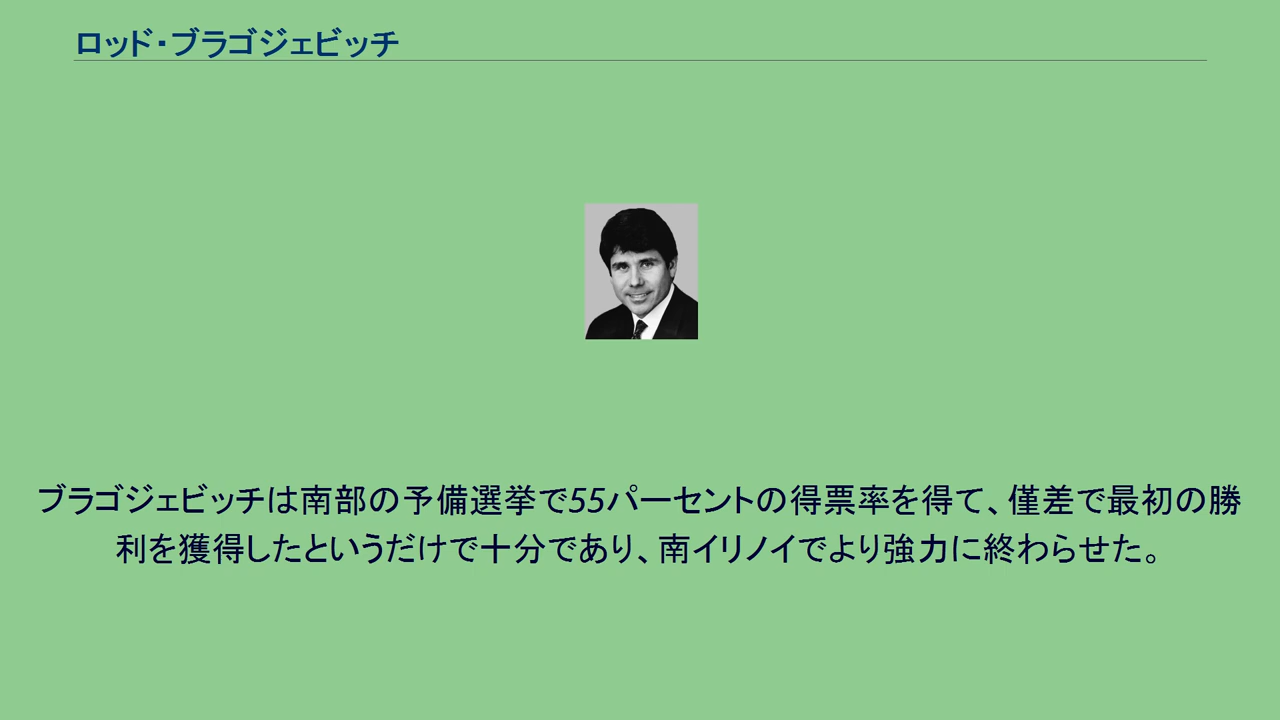 ロッド・ブラゴジェビッチ
ブラゴジェビッチは南部の予備選挙で55パーセントの得票率を得て、僅差で最初の勝
利を獲得したというだけで十分であり、南イリノイでより強力に終わらせた。